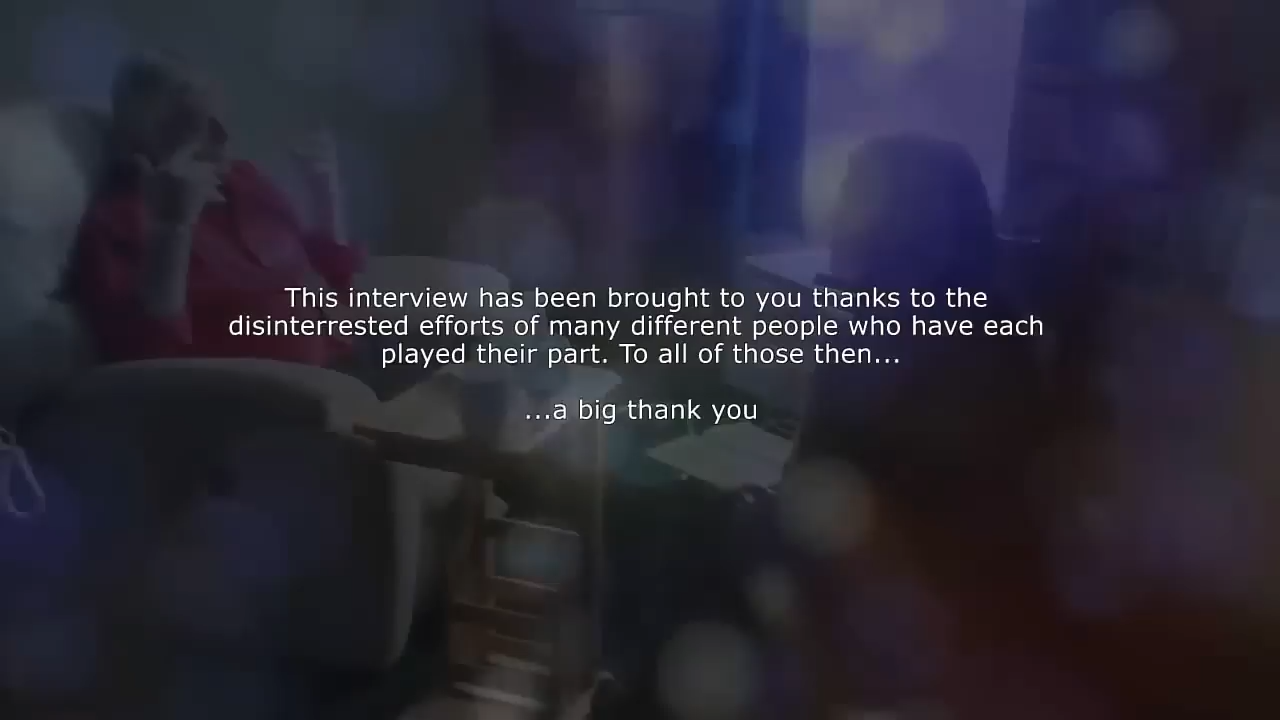 This interview has been brought to you thanks to the
disinterrested efforts of many different people who have each
played their part. To all of those then...
...a big thank you